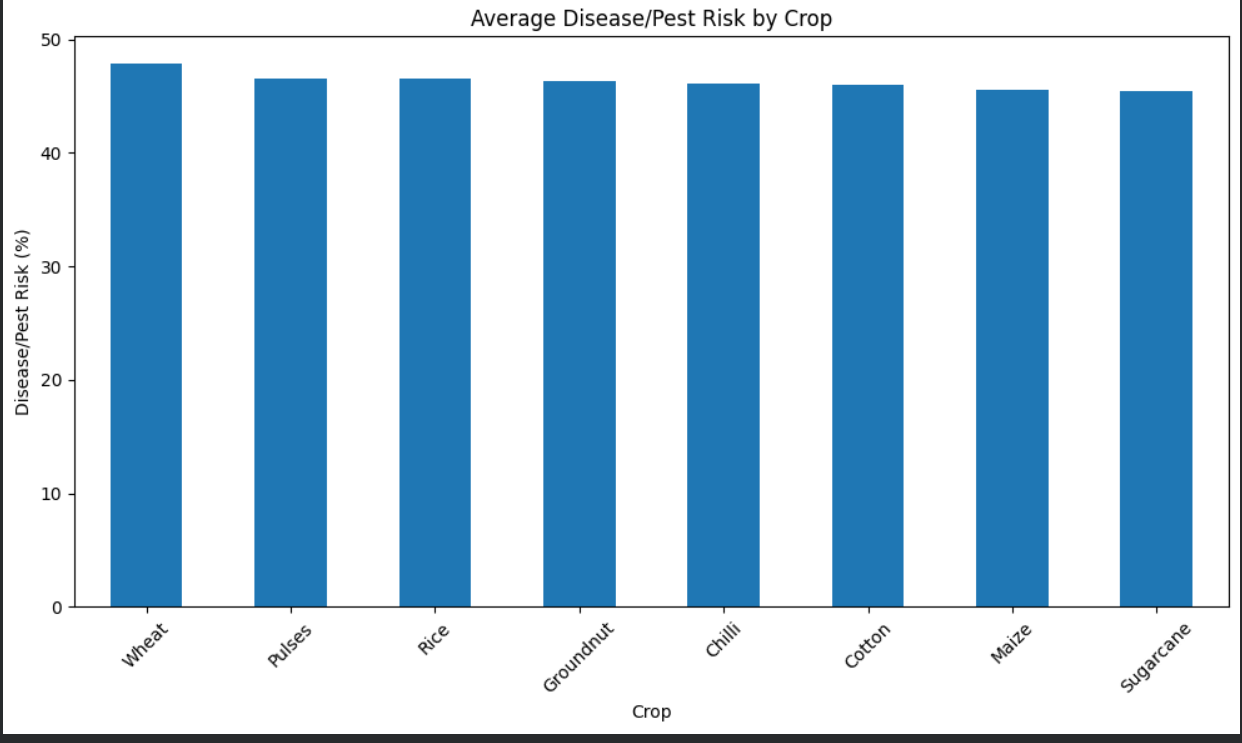 Average Disease/Pest Risk by Crop
50
40
30
20
10
0
Disease/Pest Risk (%)
Wheat
Pulses
Rice
Groundnut
Chilli
Cotton
Maize
Sugarcane
Crop